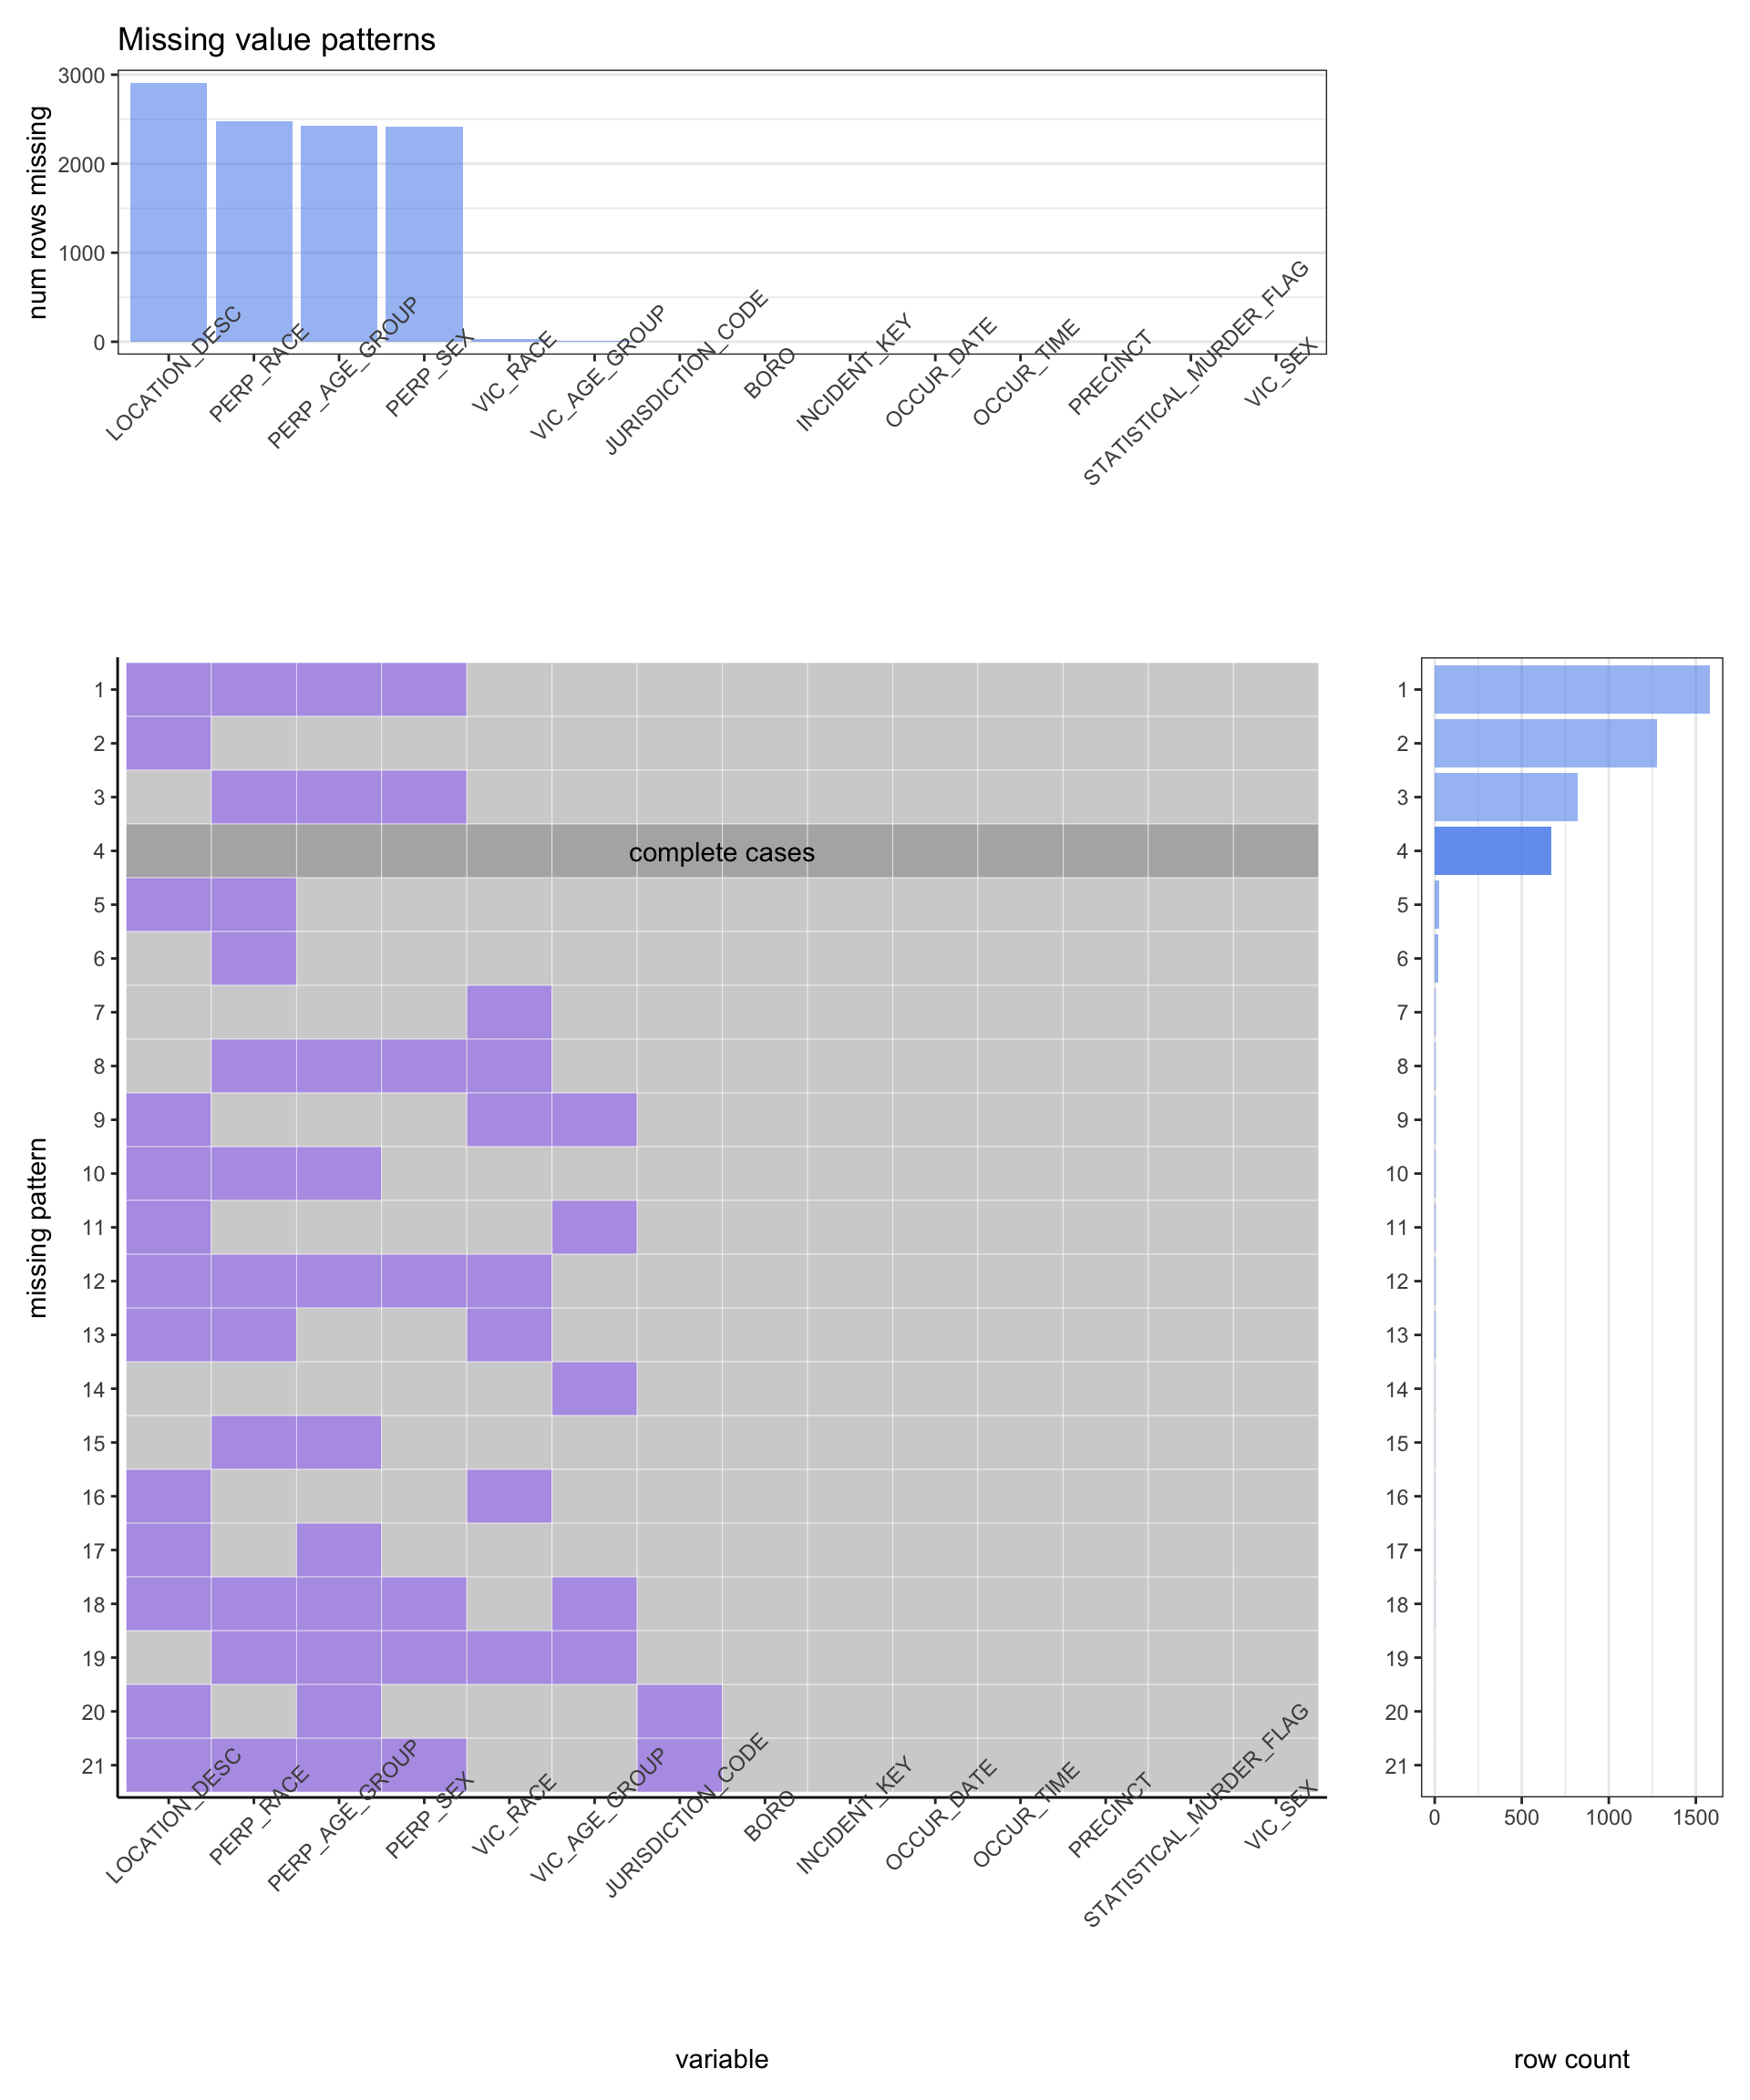 Missing value patterns
num rows missing
3000
2000
1000
0
LOCATION_DESC
PERP_RACE
PERP_AGE_GROUP
PERP_SEX
VIC_RACE
VIC_AGE_GROUP
JURISDICTION_CODE
BORO
INCIDENT_KEY
OCCUR_DATE
OCCUR_TIME
PRECINCT
STATISTICAL_MURDER_FLAG
VIC_SEX
missing pattern
1
2
3
4
5
6
7
8
9
10
11
12
13
14
15
16
17
18
19
20
21
complete cases
LOCATION_DESC
PERP_RACE
PERP_AGE_GROUP
PERP_SEX
VIC_RACE
VIC_AGE_GROUP
JURISDICTION_CODE
BORO
INCIDENT_KEY
OCCUR_DATE
OCCUR_TIME
PRECINCT
STATISTICAL_MURDER_FLAG
VIC_SEX
variable
1
2
3
4
5
6
7
8
9
10
11
12
13
14
15
16
17
18
19
20
21
0 500 1000 1500
row count